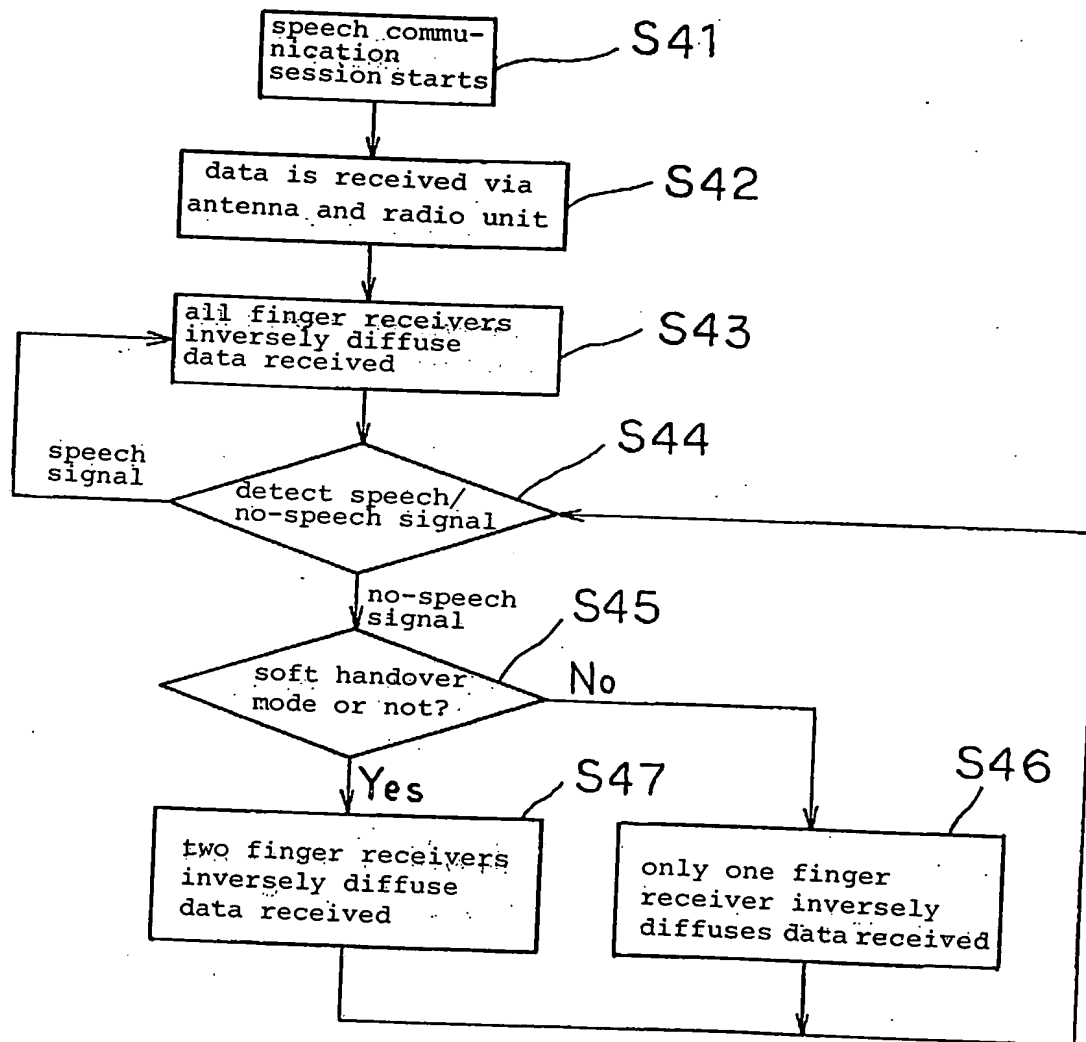 speech commu-
nication
session starts
S41
data is received via
antenna and radio unit
S42
all finger receivers
inversely diffuse
data received
S43
S44
speech
signal
detect speech/
no-speech signal
no-speech
signal
S45
soft handover
mode or not?
No
Yes
S47
S46
two finger receivers
inversely diffuse
data received
only one finger
receiver inversely
diffuses data received